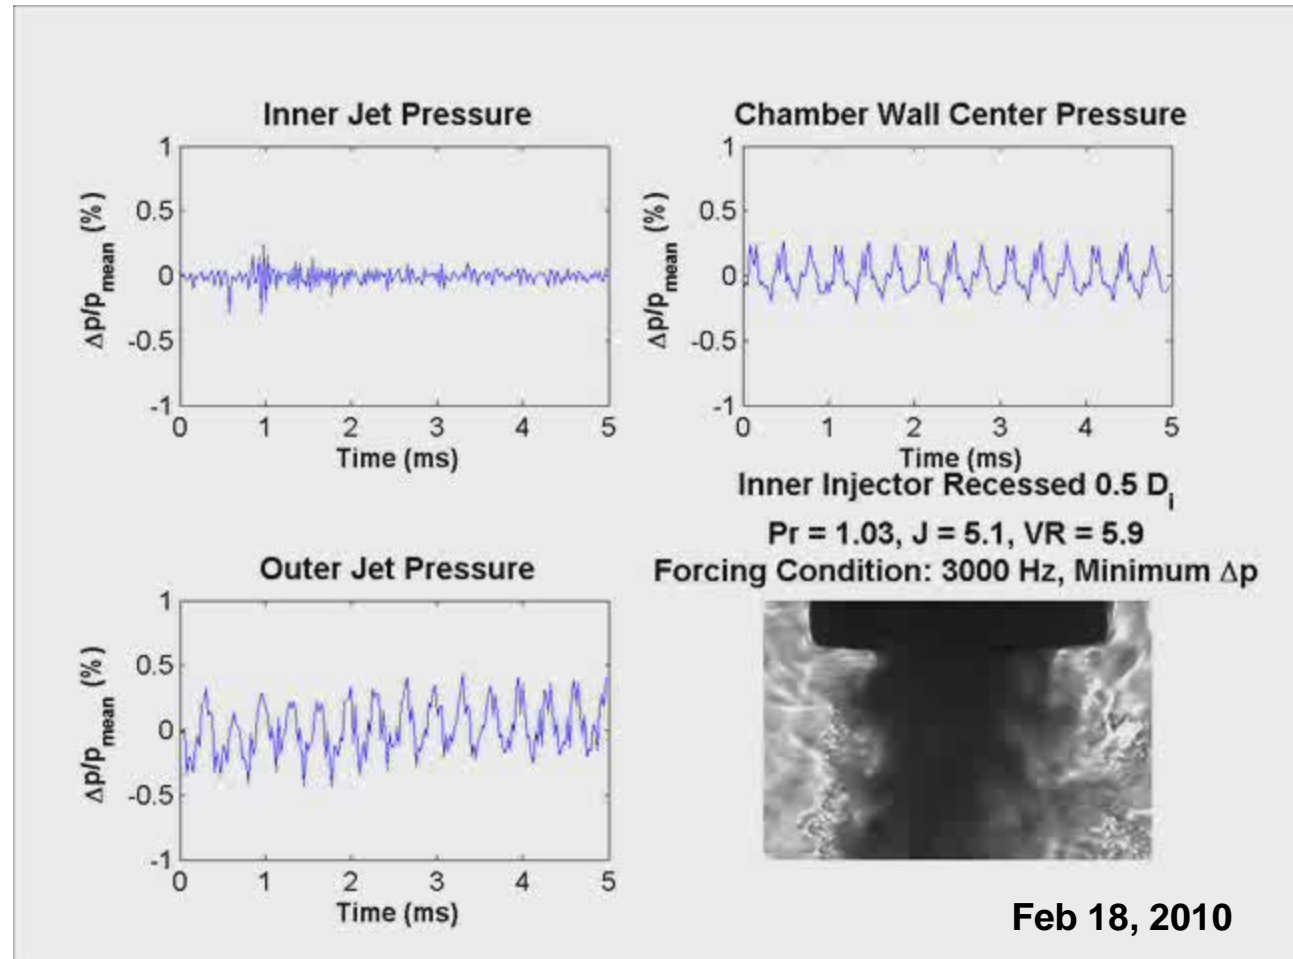 Inner Jet Pressure
1
0.5
0
-0.5
-1
Δp/p_mean (%)
0 1 2 3 4 5
Time (ms)
Chamber Wall Center Pressure
1
0.5
0
-0.5
-1
Δp/p_mean (%)
0 1 2 3 4 5
Time (ms)
Outer Jet Pressure
1
0.5
0
-0.5
-1
Δp/p_mean (%)
0 1 2 3 4 5
Time (ms)
Inner Injector Recessed 0.5 D_i
Pr = 1.03, J = 5.1, VR = 5.9
Forcing Condition: 3000 Hz, Minimum Δp
Feb 18, 2010